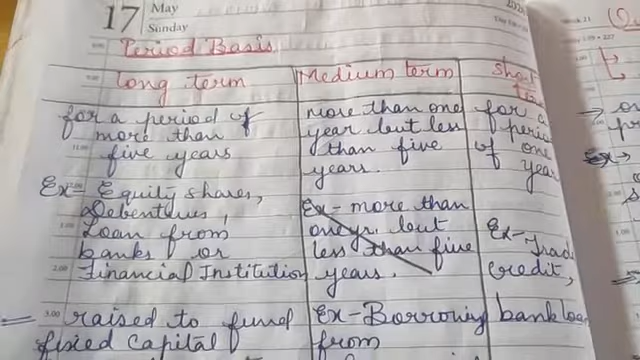 17 May
Sunday
Period Basis
Long term
for a period of
more than
five years
Ex - Equity shares,
Debentures,
Loan from
banks or
Financial Institution
raised to fund
fixed capital
Medium term
more than one
year but less
than five
years.
Ex - more than
one yr. but
less than five
years.
Ex - Borrowing
from
Short
term
for a
period
of one
year
Ex - Trade
credit,
bank loan